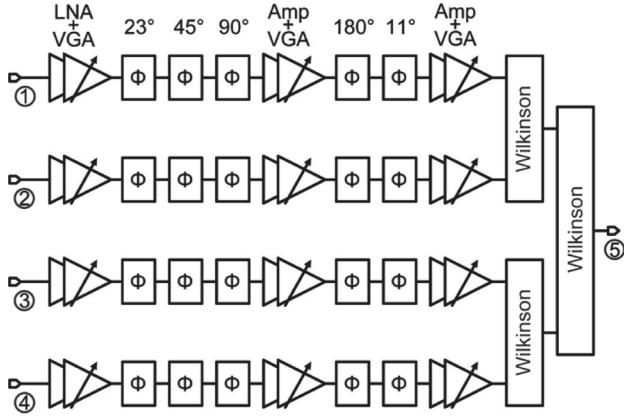 LNA + VGA 23° 45° 90° Amp + VGA 180° 11° Amp + VGA
① Φ Φ Φ Φ Φ
② Φ Φ Φ Φ Φ
Wilkinson
③ Φ Φ Φ Φ Φ
④ Φ Φ Φ Φ Φ
Wilkinson
Wilkinson
⑤